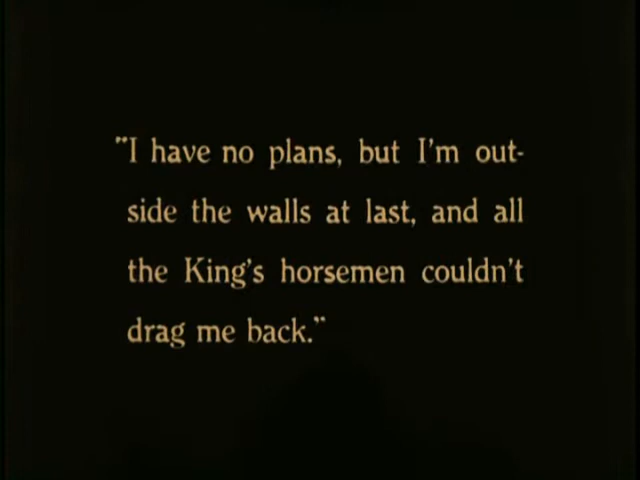 "I have no plans, but I'm out-
side the walls at last, and all
the King's horsemen couldn't
drag me back."